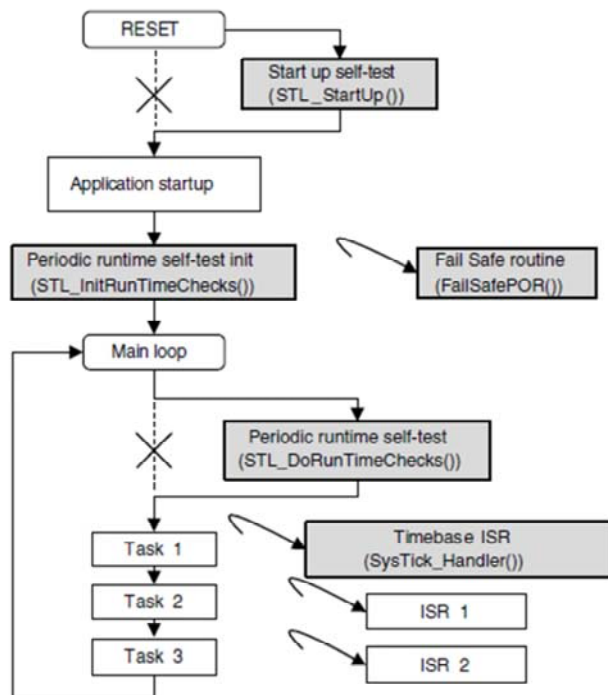 RESET
Start up self-test
(STL_StartUp())
Application startup
Periodic runtime self-test init
(STL_InitRunTimeChecks())
Fail Safe routine
(FailSafePOR())
Main loop
Periodic runtime self-test
(STL_DoRunTimeChecks())
Task 1
Timebase ISR
(SysTick_Handler())
Task 2
ISR 1
Task 3
ISR 2